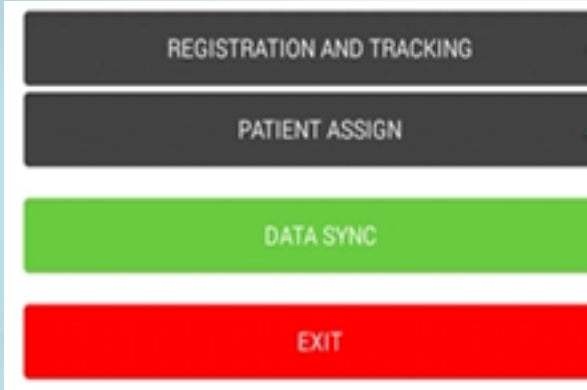 REGISTRATION AND TRACKING
PATIENT ASSIGN
DATA SYNC
EXIT